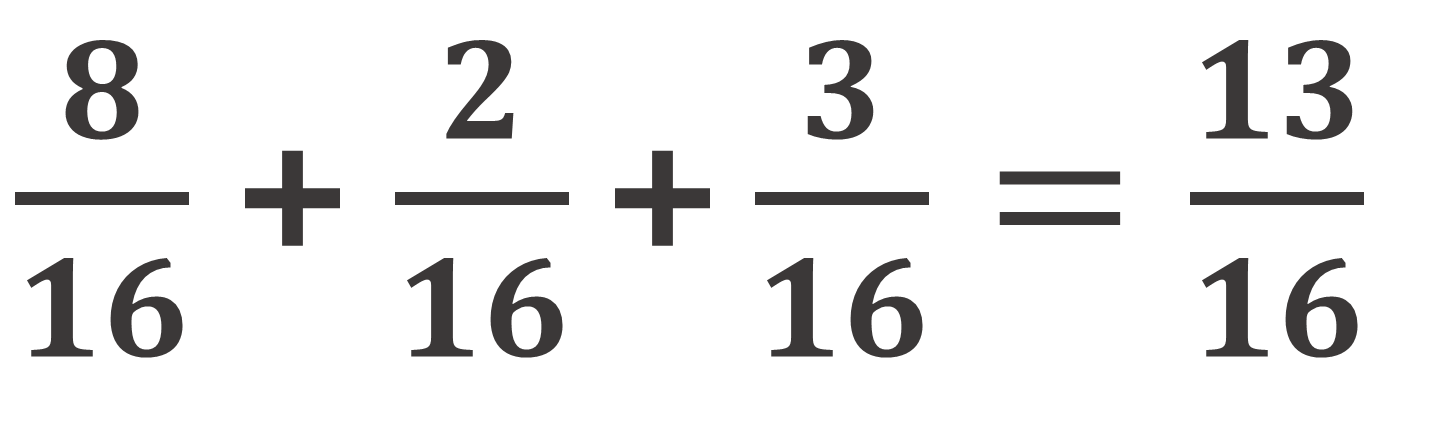 8/16 + 2/16 + 3/16 = 13/16